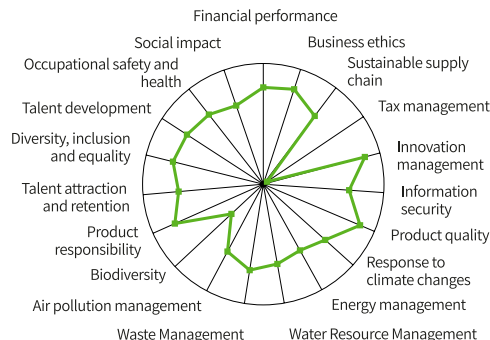 Financial performance
Business ethics
Sustainable supply
chain
Tax management
Innovation
management
Information
security
Product quality
Response to
climate changes
Energy management
Water Resource Management
Waste Management
Air pollution management
Biodiversity
Product
responsibility
Talent attraction
and retention
Diversity, inclusion
and equality
Talent development
Occupational safety and
health
Social impact